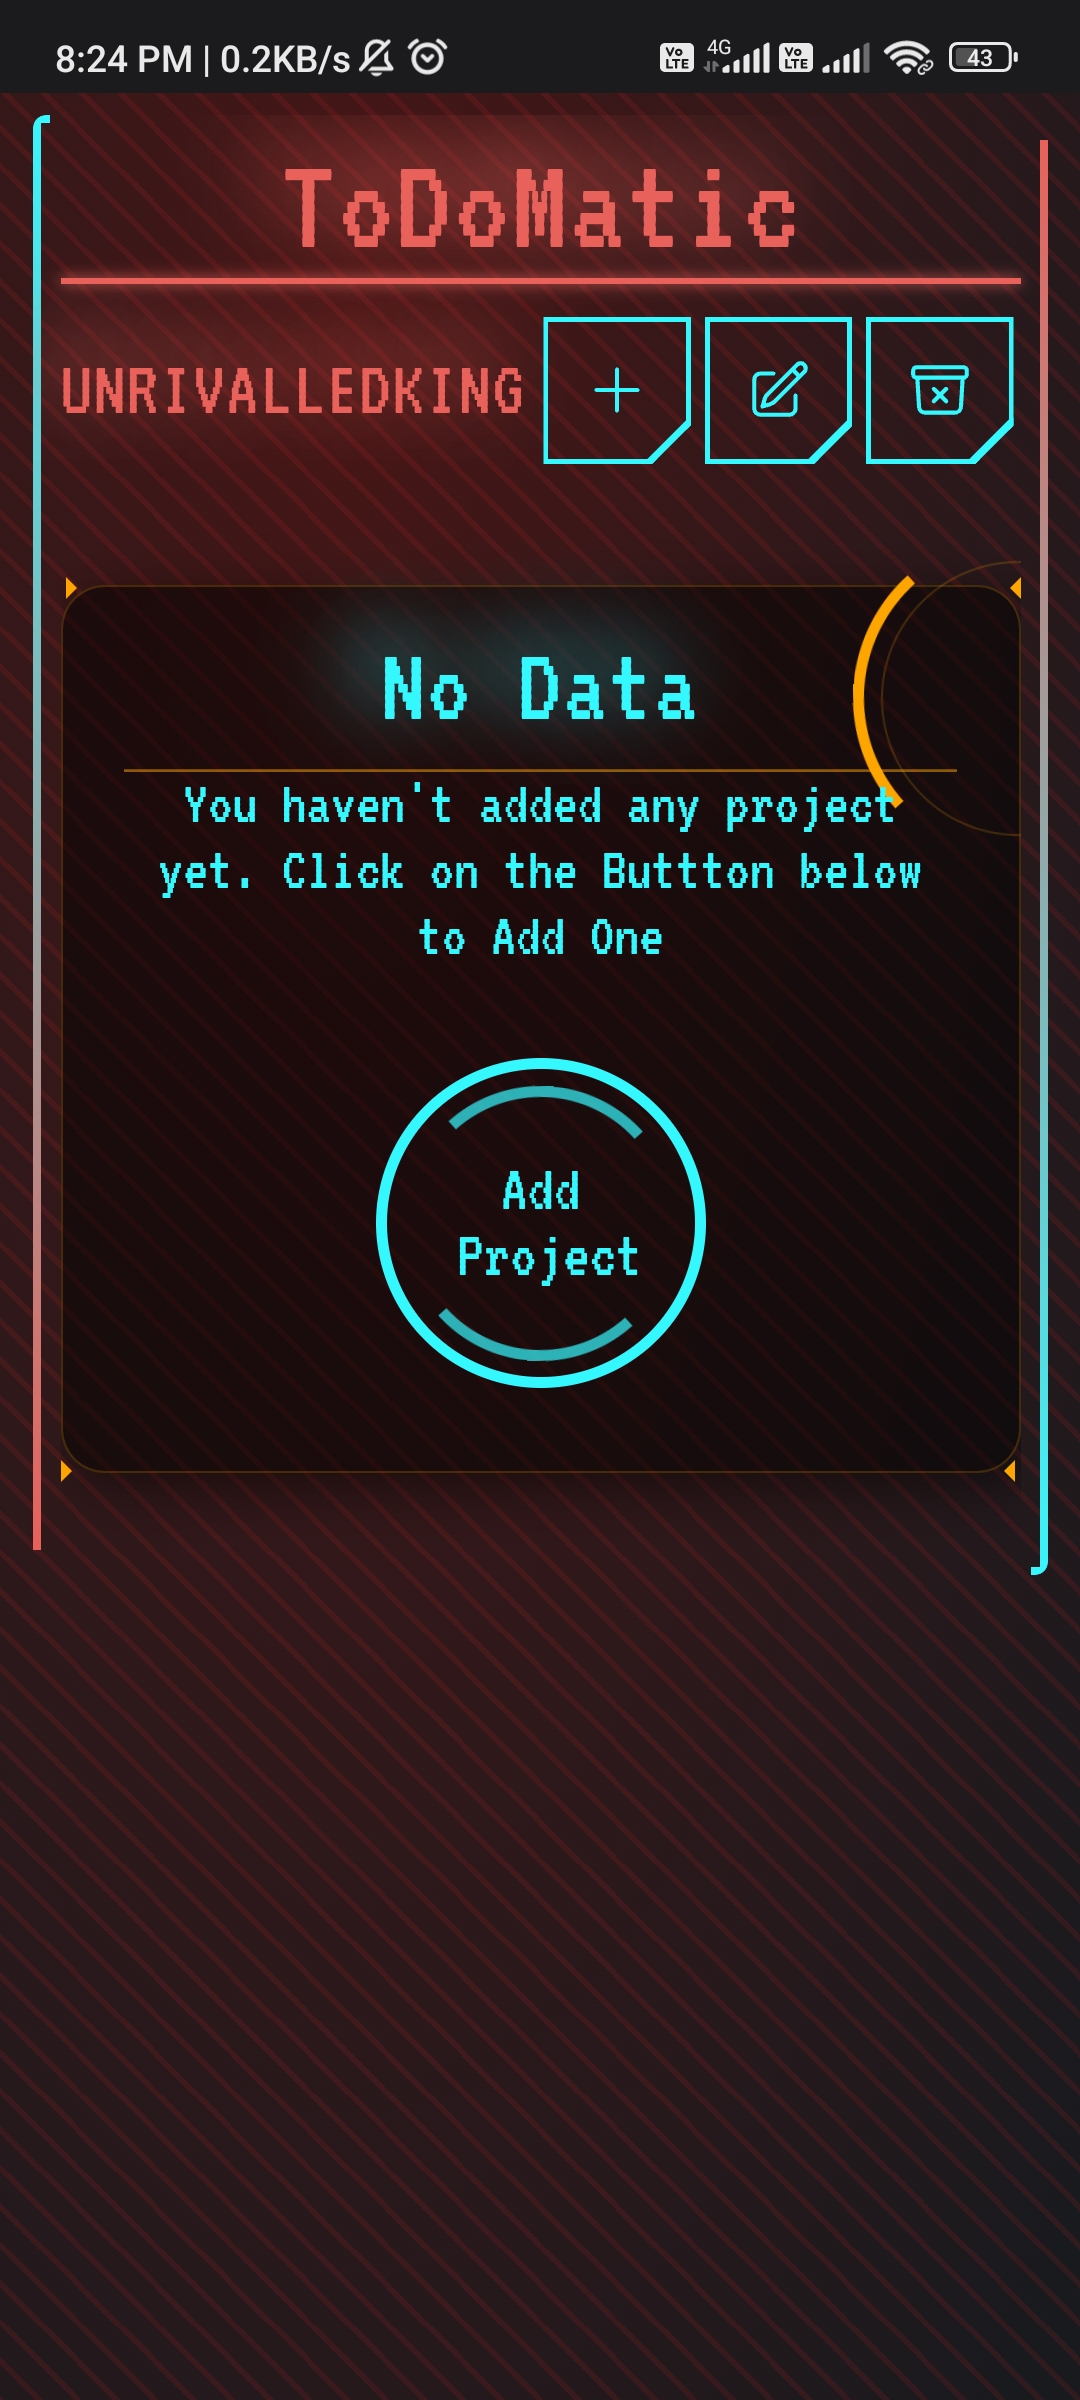 8:24 PM | 0.2KB/s Vo LTE 4G Vo LTE 43
ToDoMatic
UNRIVALLEDKING
No Data
You haven't added any project
yet. Click on the Buttton below
to Add One
Add
Project